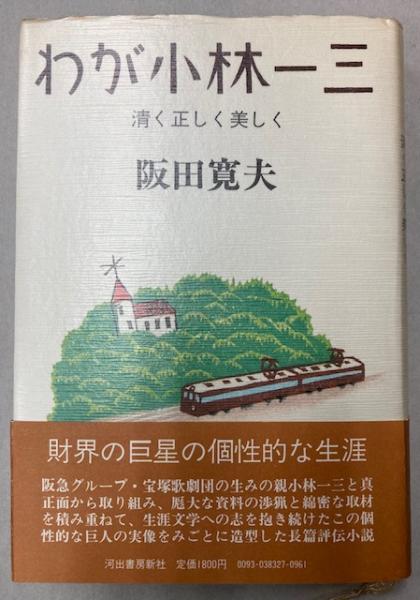 わが小林一三
清く正しく美しく
阪田寛夫
財界の巨星の個性的な生涯
阪急グループ・宝塚歌劇団の生みの親小林一三と真
正面から取り組み、厖大な資料の渉猟と綿密な取材
を積み重ねて、生涯文学への志を抱き続けたこの個
性的な巨人の実像をみごとに造型した長篇評伝小説
河出書房新社 定価1800円 0093-038327-0961